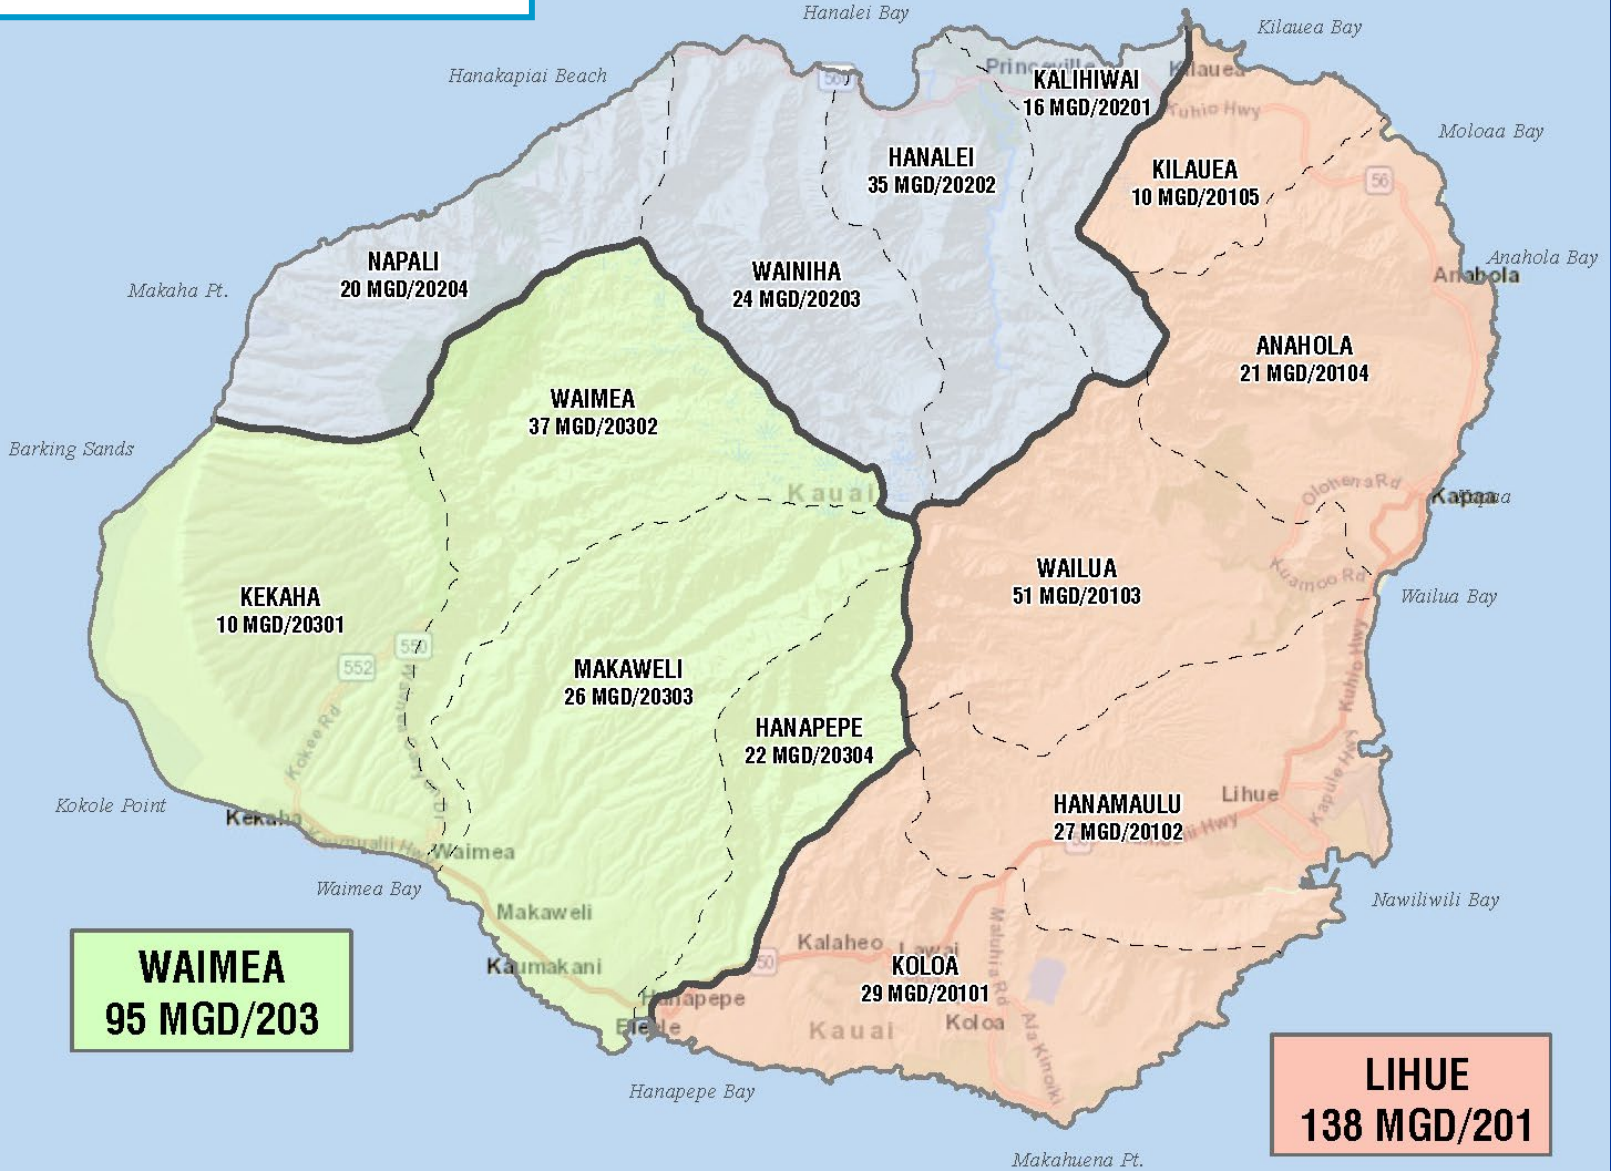 Hanalei Bay
Kilauea Bay
Hanakapiai Beach
560
Princeville
Kilauea
KALIHIWAI
16 MGD/20201
Kuhio Hwy
Moloaa Bay
HANALEI
35 MGD/20202
KILAUEA
10 MGD/20105
56
NAPALI
20 MGD/20204
WAINIHA
24 MGD/20203
Anahola Bay
Anahola
Makaha Pt.
ANAHOLA
21 MGD/20104
WAIMEA
37 MGD/20302
Barking Sands
Kauai
Olohena Rd
Kapaa
Kapaa
WAILUA
51 MGD/20103
Kuamoo Rd
Wailua Bay
KEKAHA
10 MGD/20301
550
552
MAKAWELI
26 MGD/20303
Kuhio Hwy
HANAPEPE
22 MGD/20304
Kokee Rd
Kapule Hwy
Kokole Point
Kekaha
Kaumualii Hwy
Waimea
HANAMAULU
27 MGD/20102
Lihue
Waimea Bay
Nawiliwili Bay
Makaweli
Kalaheo
Lawai
Maluhia Rd
Kaumakani
50
KOLOA
29 MGD/20101
WAIMEA
95 MGD/203
Hanapepe
Eleele
Kauai
Koloa
Ala Kinoiki
Hanapepe Bay
LIHUE
138 MGD/201
Makahuena Pt.